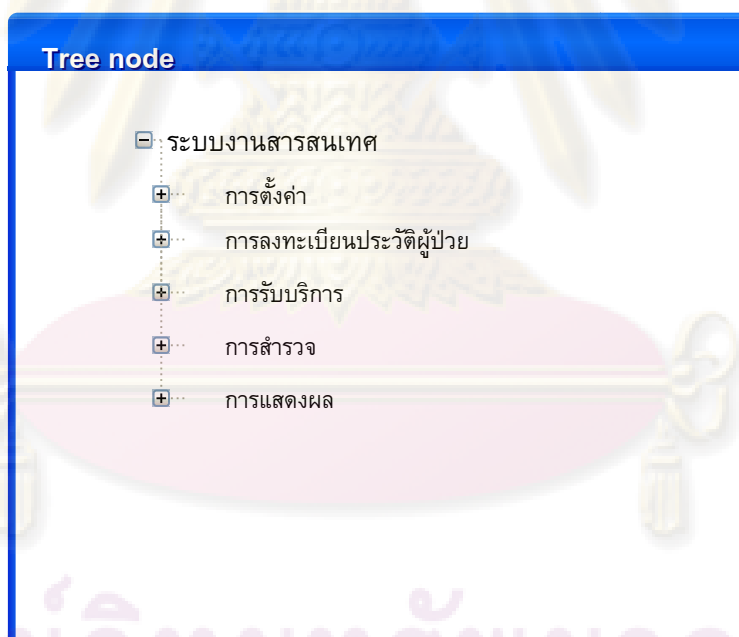 Tree node
ระบบงานสารสนเทศ
การตั้งค่า
การลงทะเบียนประวัติผู้ป่วย
การรับบริการ
การสำรวจ
การแสดงผล